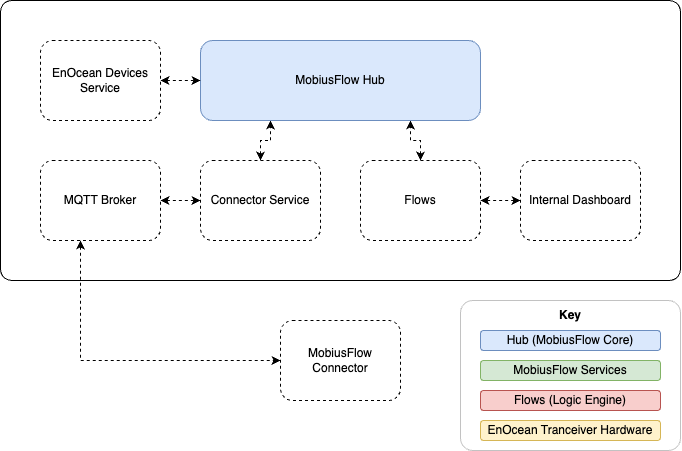 EnOcean Devices
Service
MobiusFlow Hub
MQTT Broker
Connector Service
Flows
Internal Dashboard
MobiusFlow
Connector
Key
Hub (MobiusFlow Core)
MobiusFlow Services
Flows (Logic Engine)
EnOcean Tranceiver Hardware